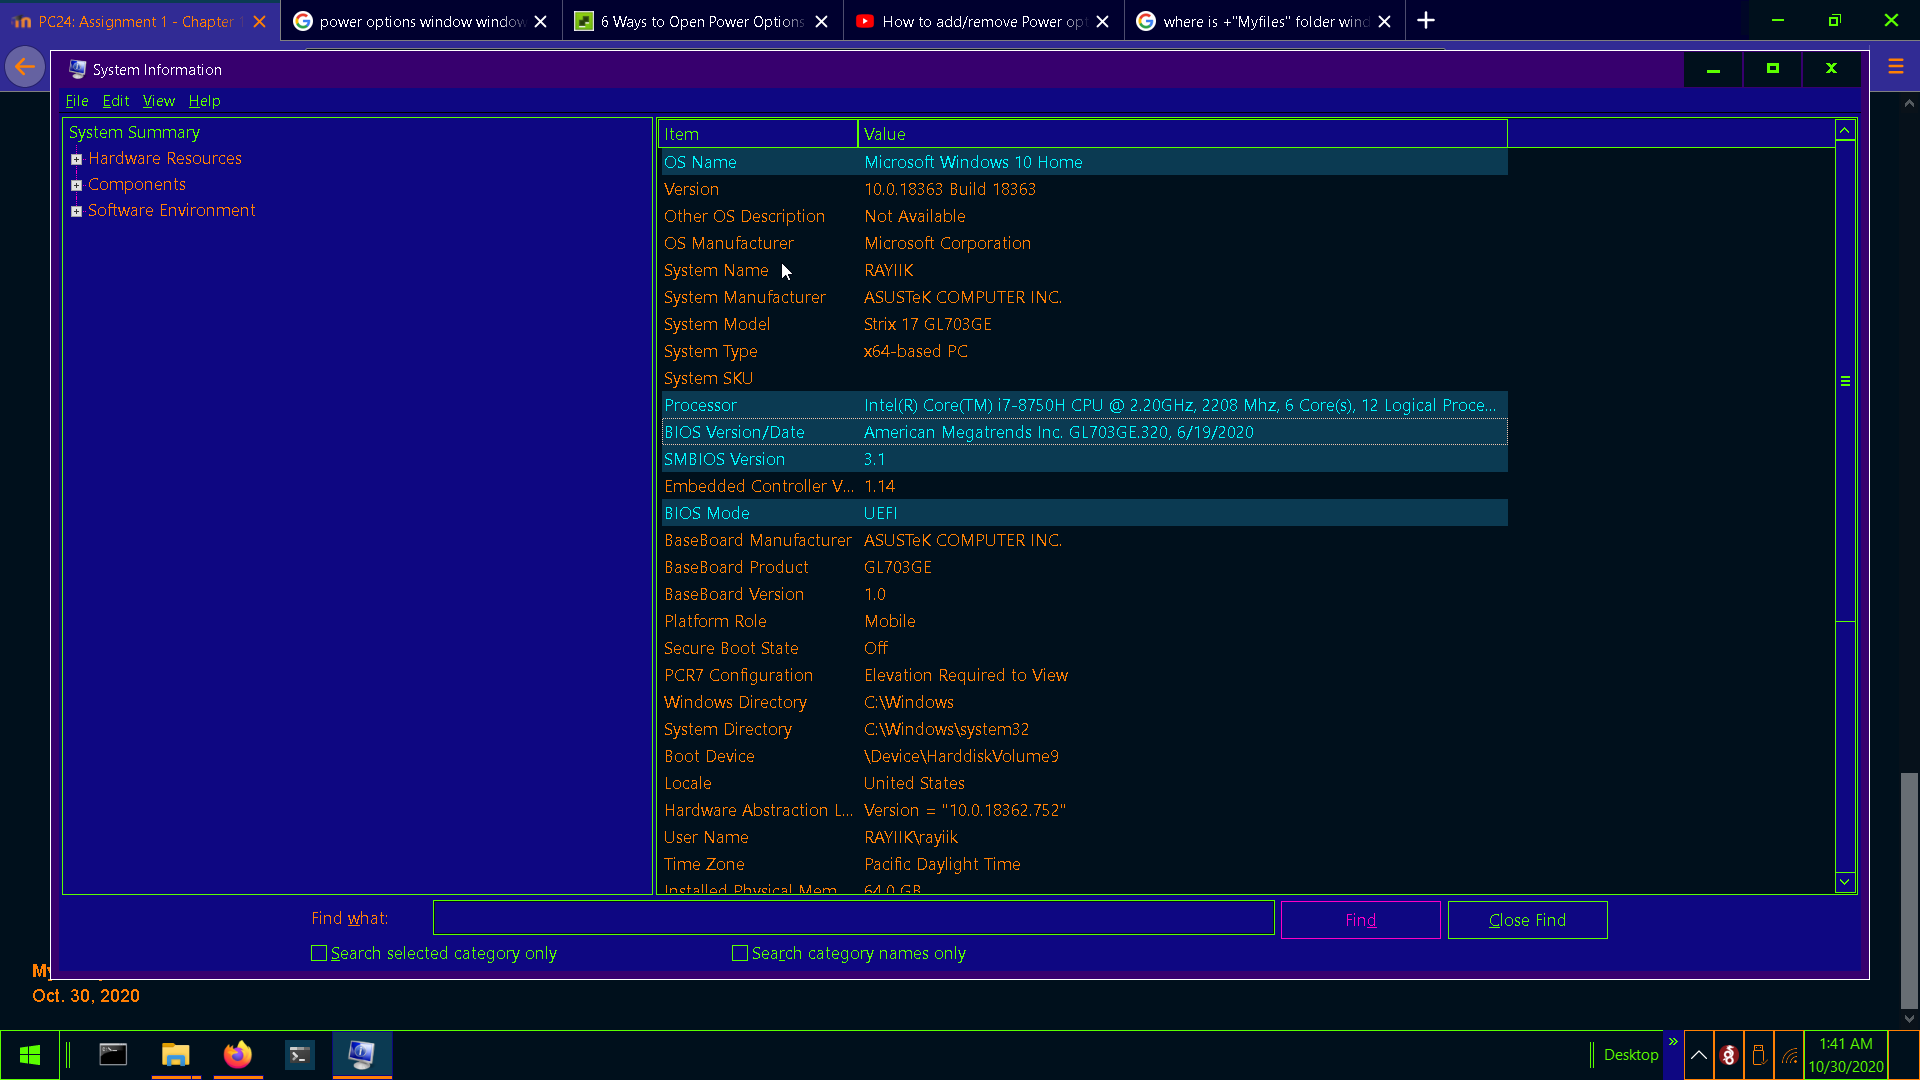 PC24: Assignment 1 - Chapter 1
power options window window
6 Ways to Open Power Options
How to add/remove Power op
where is +"Myfiles" folder wind
System Information
File Edit View Help
System Summary
Hardware Resources
Components
Software Environment
Item Value
OS Name Microsoft Windows 10 Home
Version 10.0.18363 Build 18363
Other OS Description Not Available
OS Manufacturer Microsoft Corporation
System Name RAYIIK
System Manufacturer ASUSTeK COMPUTER INC.
System Model Strix 17 GL703GE
System Type x64-based PC
System SKU
Processor Intel(R) Core(TM) i7-8750H CPU @ 2.20GHz, 2208 Mhz, 6 Core(s), 12 Logical Proce...
BIOS Version/Date American Megatrends Inc. GL703GE.320, 6/19/2020
SMBIOS Version 3.1
Embedded Controller V... 1.14
BIOS Mode UEFI
BaseBoard Manufacturer ASUSTeK COMPUTER INC.
BaseBoard Product GL703GE
BaseBoard Version 1.0
Platform Role Mobile
Secure Boot State Off
PCR7 Configuration Elevation Required to View
Windows Directory C:\Windows
System Directory C:\Windows\system32
Boot Device \Device\HarddiskVolume9
Locale United States
Hardware Abstraction L... Version = "10.0.18362.752"
User Name RAYIIK\rayiik
Time Zone Pacific Daylight Time
Installed Physical Mem 64.0 GB
Find what:
Find
Close Find
Search selected category only
Search category names only
My
Oct. 30, 2020
Desktop
1:41 AM
10/30/2020